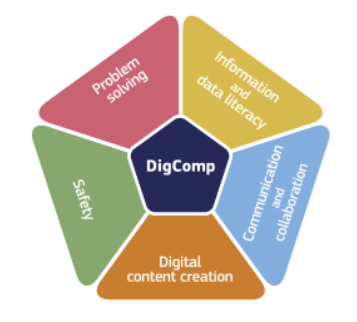 Problem
solving
Information
and
data literacy
DigComp
Safety
Communication
and
collaboration
Digital
content creation